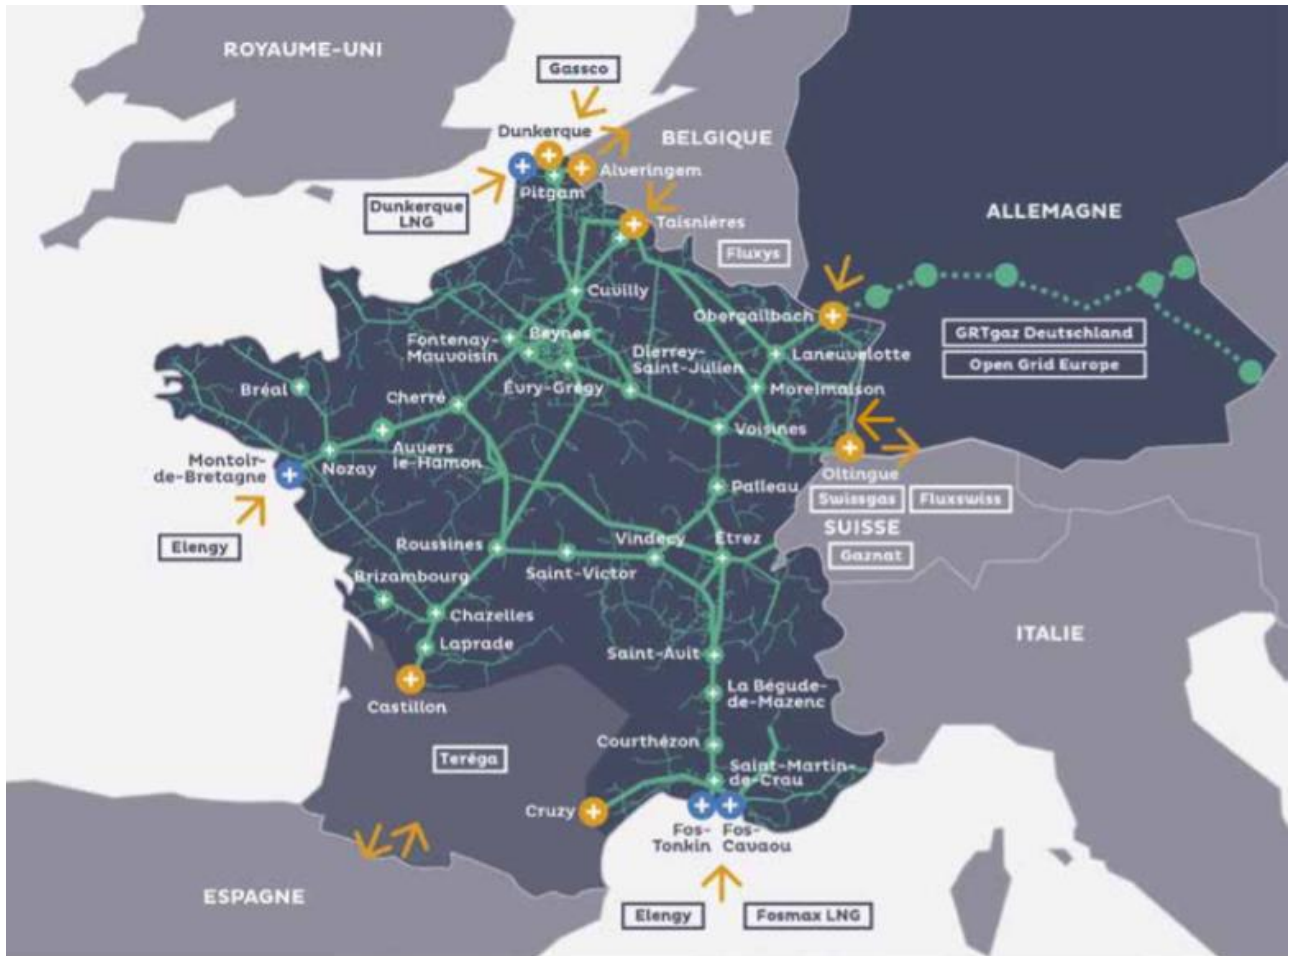 ROYAUME-UNI
Gassco
Dunkerque
BELGIQUE
Alveringem
Pitgam
Dunkerque
LNG
Taisnières
ALLEMAGNE
Fluxys
Cuvilly
Obergailbach
GRTgaz Deutschland
Open Grid Europe
Fontenay-
Mauvoisin
Beynes
Dierrey-
Saint-Julien
Laneuvelotte
Bréal
Cherré
Évry-Grégy
Morelmaison
Auvers
le-Hamon
Voisines
Montoir-
de-Bretagne
Nozay
Oltingue
Palleau
Swissgas
Fluxswiss
SUISSE
Gaznat
Elengy
Roussines
Vindecy
Etrez
Saint-Victor
Brizambourg
Chazelles
Laprade
ITALIE
Saint-Avit
Castillon
La Bégude-
de-Mazenc
Courthézon
Teréga
Saint-Martin-
de-Crau
Cruzy
Fos-
Tonkin
Fos-
Cavaou
ESPAGNE
Elengy
Fosmax LNG